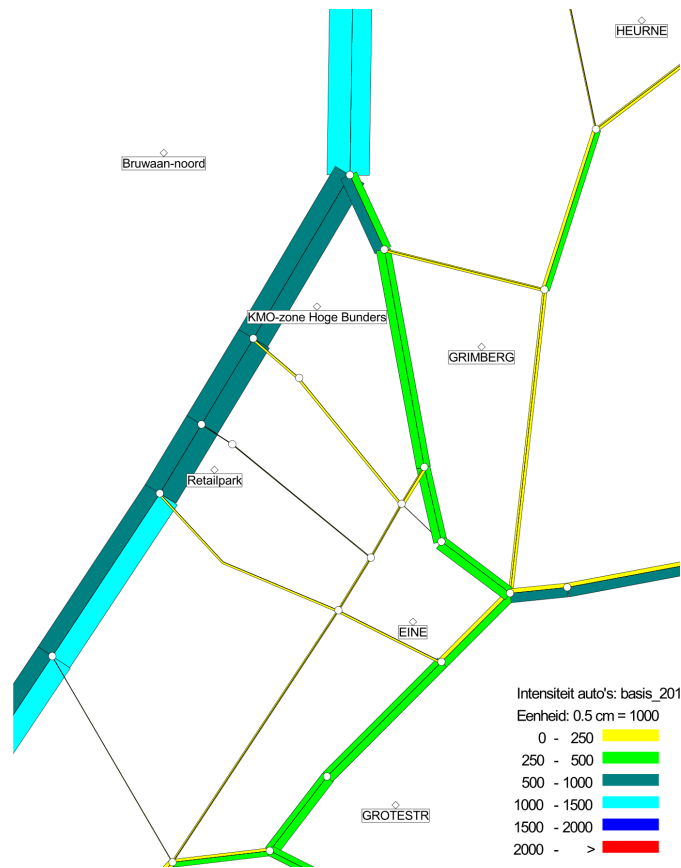 HEURNE
Bruwaan-noord
KMO-zone Hoge Bunders
GRIMBERG
Retailpark
EINE
Intensiteit auto's: basis_201
Eenheid: 0.5 cm = 1000
0 - 250
250 - 500
500 - 1000
1000 - 1500
1500 - 2000
2000 - >
GROTESTR